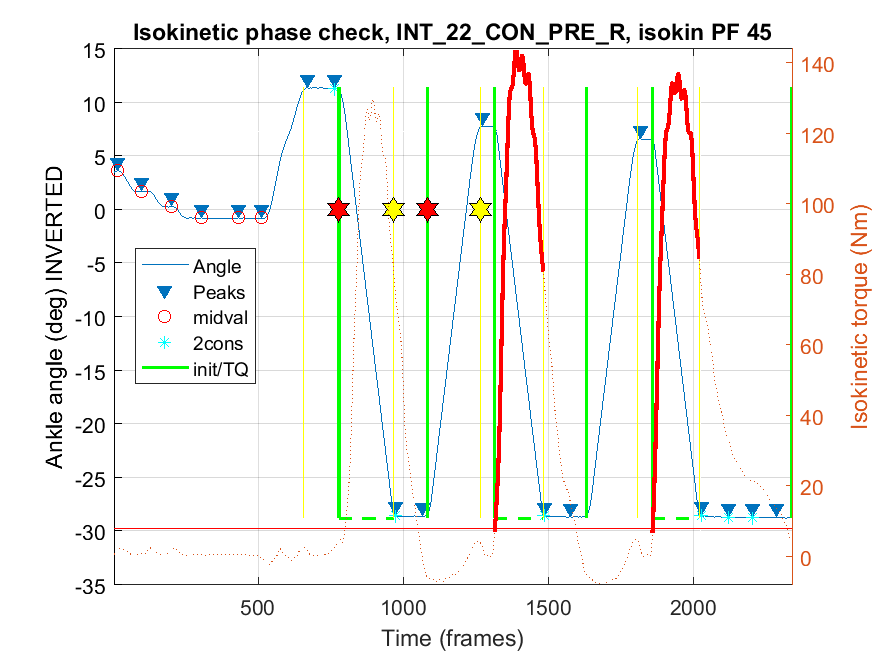 Isokinetic phase check, INT_22_CON_PRE_R, isokin PF 45
15
10
5
0
-5
-10
-15
-20
-25
-30
-35
Ankle angle (deg) INVERTED
Angle
Peaks
midval
2cons
init/TQ
140
120
100
80
60
40
20
0
Isokinetic torque (Nm)
500
1000
1500
2000
Time (frames)